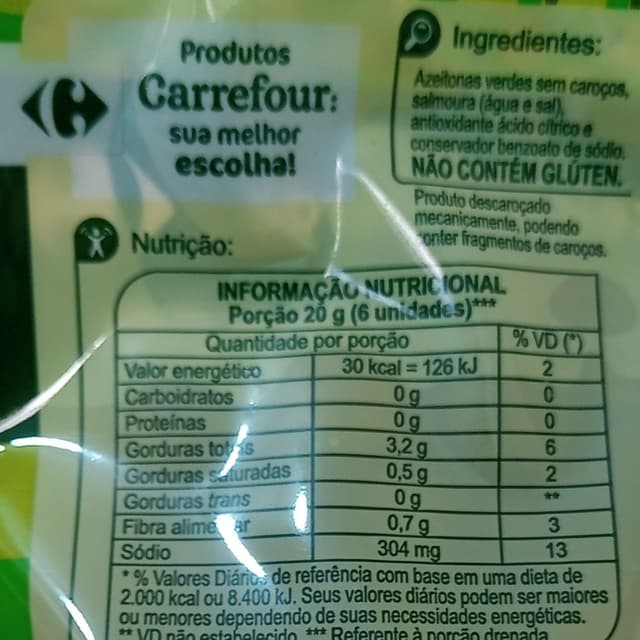 Produtos
Carrefour:
sua melhor
escolha!
Ingredientes:
Azeitonas verdes sem caroços,
salmoura (água e sal),
antioxidante ácido cítrico e
conservador benzoato de sódio.
NÃO CONTÉM GLÚTEN.
Produto descaroçado
mecanicamente, podendo
conter fragmentos de caroços.
Nutrição:
INFORMAÇÃO NUTRICIONAL
Porção 20 g (6 unidades)***
Quantidade por porção % VD (*)
Valor energético 30 kcal = 126 kJ 2
Carboidratos 0 g 0
Proteínas 0 g 0
Gorduras totais 3,2 g 6
Gorduras saturadas 0,5 g 2
Gorduras trans 0 g **
Fibra alimentar 0,7 g 3
Sódio 304 mg 13
* % Valores Diários de referência com base em uma dieta de
2.000 kcal ou 8.400 kJ. Seus valores diários podem ser maiores
ou menores dependendo de suas necessidades energéticas.
** VD não estabelecido. *** Referente à porção drenada